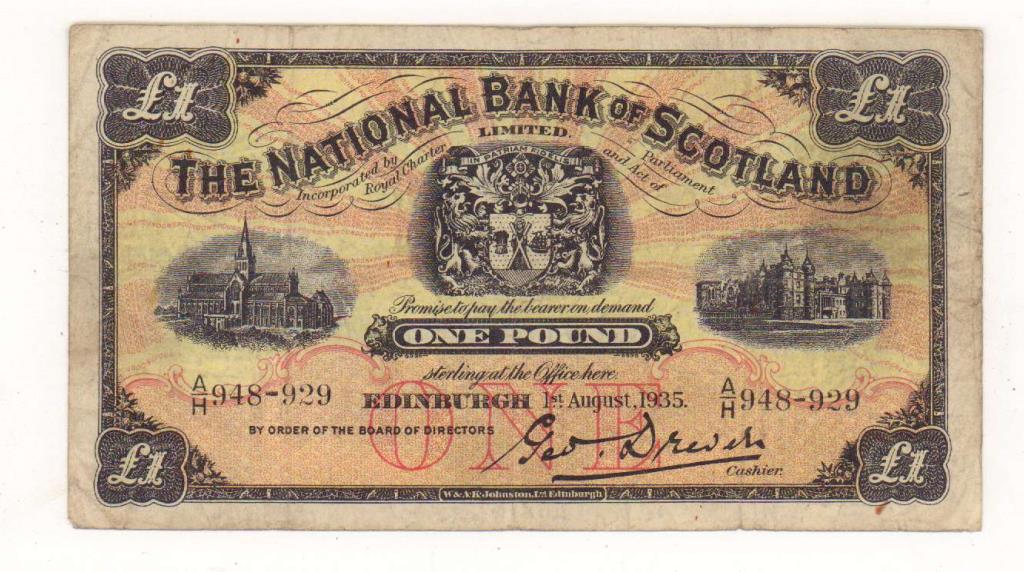 £1 £1
THE NATIONAL BANK OF SCOTLAND
LIMITED.
Incorporated by Royal Charter and Act of Parliament
IN PATRIAM FIDELIS
Promise to pay the bearer on demand
ONE POUND
sterling at the Office here.
A/H 948-929 EDINBURGH 1st August, 1935. A/H 948-929
ONE
BY ORDER OF THE BOARD OF DIRECTORS
Cashier.
£1 £1
W. & A.K. Johnston, Ltd Edinburgh